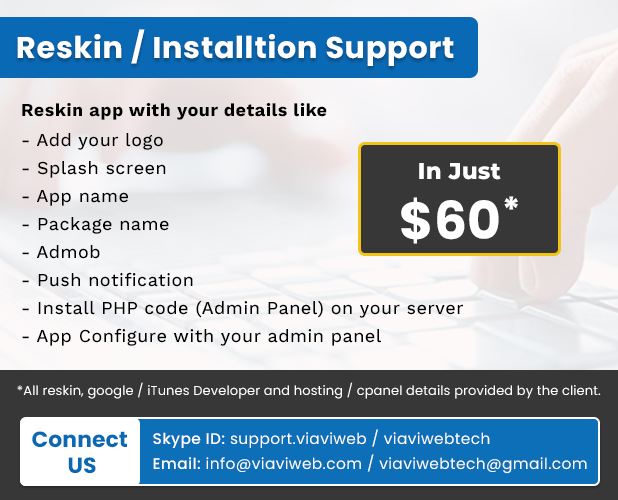 Reskin / Installtion Support
Reskin app with your details like
- Add your logo
- Splash screen
- App name
- Package name
- Admob
- Push notification
- Install PHP code (Admin Panel) on your server
- App Configure with your admin panel
In Just
$60*
*All reskin, google / iTunes Developer and hosting / cpanel details provided by the client.
Connect
US
Skype ID: support.viaviweb / viaviwebtech
Email: info@viaviweb.com / viaviwebtech@gmail.com